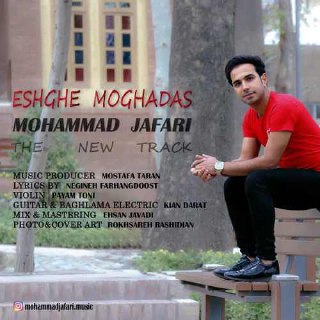 ESHGHE MOGHADAS
MOHAMMAD JAFARI
THE NEW TRACK
MUSIC PRODUCER MOSTAFA TARAN
LYRICS BY NEGINEH FARHANGDOOST
VIOLIN PAYAM TONI
GUITAR & BAGHLAMA ELECTRIC KIAN DARAT
MIX & MASTERING EHSAN JAVADI
PHOTO&COVER ART ROKHSAREH RASHIDIAN
mohammadjafari.music